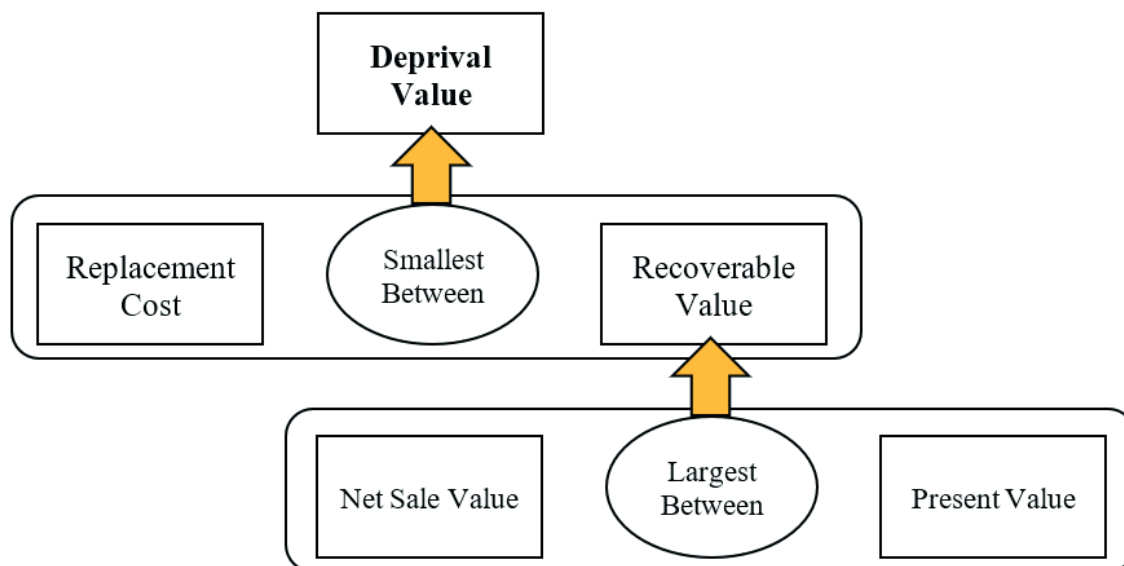 Deprival
Value
Replacement
Cost
Smallest
Between
Recoverable
Value
Net Sale Value
Largest
Between
Present Value